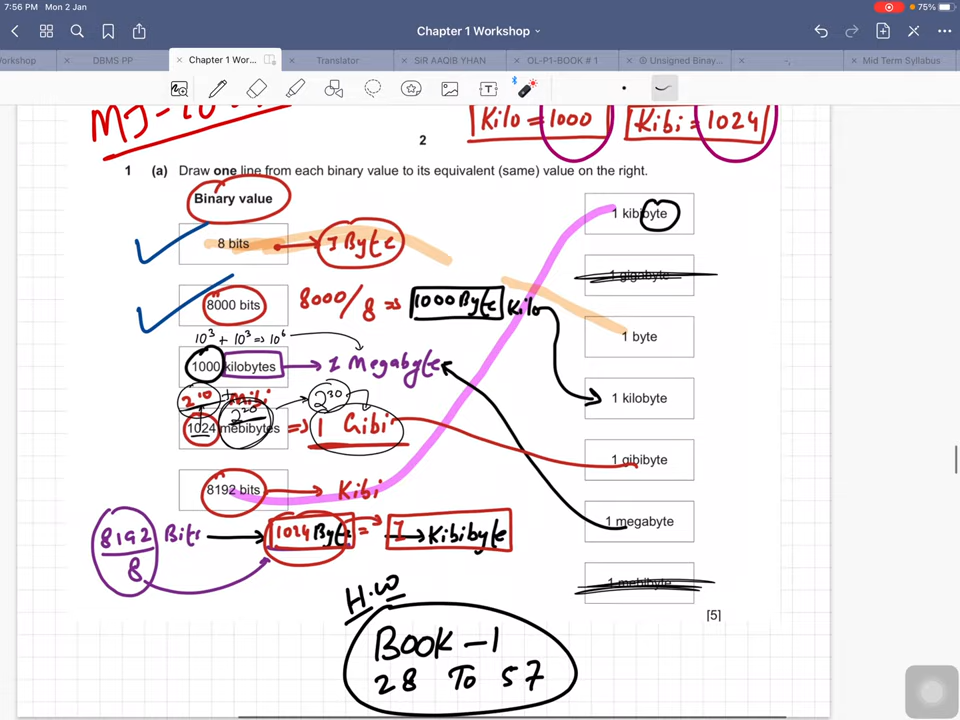 7:56 PM Mon 2 Jan
75%
Chapter 1 Workshop
orkshop
DBMS PP
Chapter 1 Wor...
Translator
SIR AAQIB YHAN
OL-P1-BOOK # 1
Unsigned Binay...
Mid Term Syllabus
Kilo = 1000
Kibi = 1024
2
1 (a) Draw one line from each binary value to its equivalent (same) value on the right.
Binary value
1 kibibyte
8 bits
1 Byte
1 gigabyte
8000 bits
8000/8 => 1000 Byte Kilo
1 byte
10³ + 10³ => 10⁶
1000 kilobytes
1 Megabyte
1 kilobyte
2¹⁰ + Mibi
2²⁰
2³⁰
1024 mebibytes => 1 Gibi
1 gibibyte
8192 bits
Kibi
1 megabyte
8192/8 Bits
1024 Byte = 1 Kibibyte
1 mebibyte
[5]
H.W
BOOK - 1
28 To 57